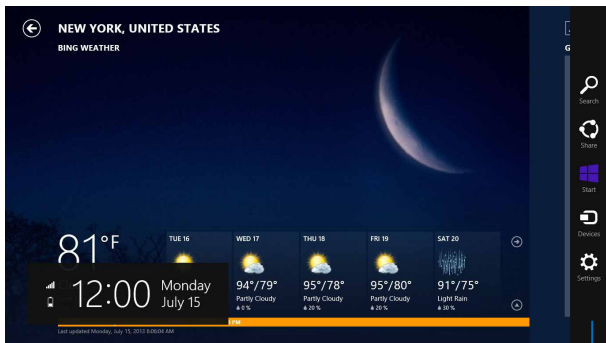 NEW YORK, UNITED STATES
BING WEATHER
G
Search
Share
Start
Devices
Settings
81°F
TUE 16
WED 17
94°/79°
Partly Cloudy
0 %
THU 18
95°/78°
Partly Cloudy
20 %
FRI 19
95°/80°
Partly Cloudy
20 %
SAT 20
91°/75°
Light Rain
30 %
12:00
Monday
July 15
PM
Last updated Monday, July 15, 2013 8:06:04 AM